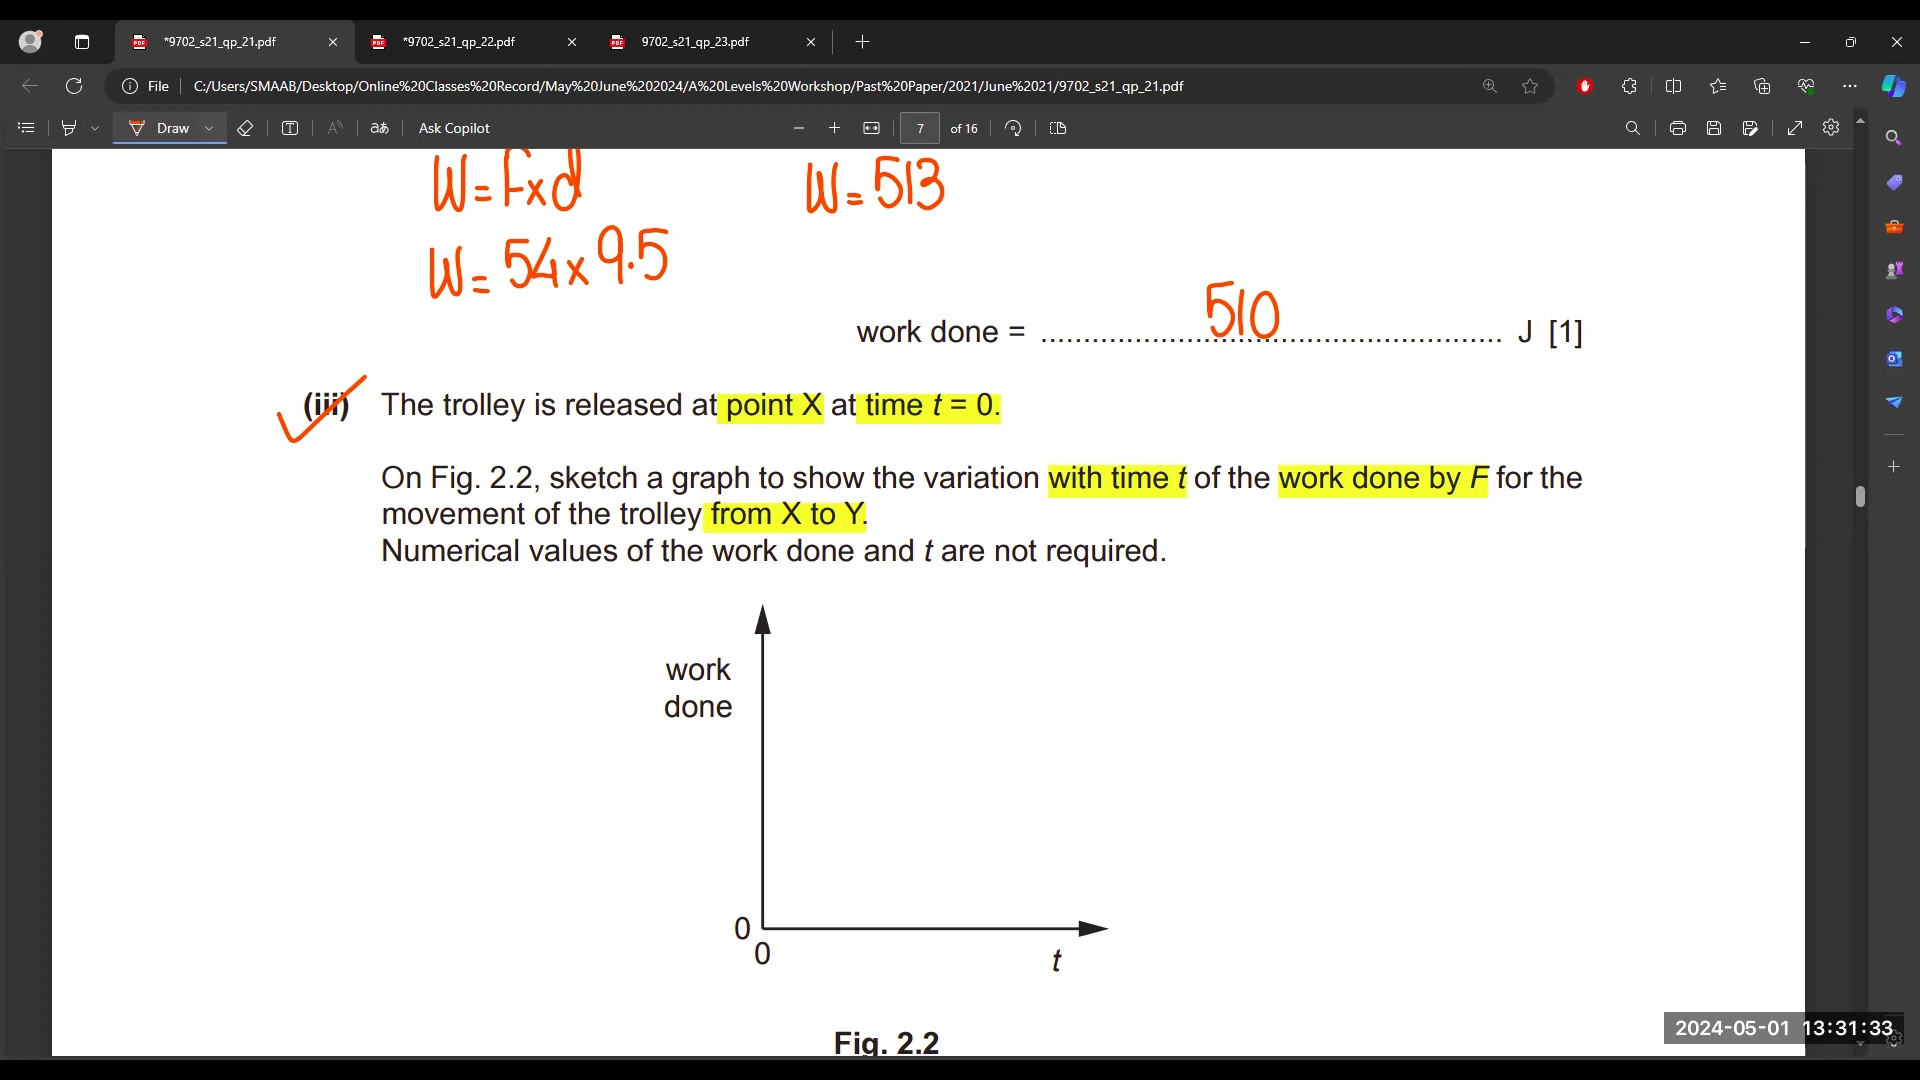 *9702_s21_qp_21.pdf
*9702_s21_qp_22.pdf
9702_s21_qp_23.pdf
File
C:/Users/SMAAB/Desktop/Online%20Classes%20Record/May%20June%202024/A%20Levels%20Workshop/Past%20Paper/2021/June%2021/9702_s21_qp_21.pdf
Draw
Ask Copilot
7 of 16
W = F x d
W = 513
W = 54 x 9.5
510
work done = ........................................................ J [1]
(iii) The trolley is released at point X at time t = 0.
On Fig. 2.2, sketch a graph to show the variation with time t of the work done by F for the
movement of the trolley from X to Y.
Numerical values of the work done and t are not required.
work
done
0
0
t
Fig. 2.2
2024-05-01 13:31:33